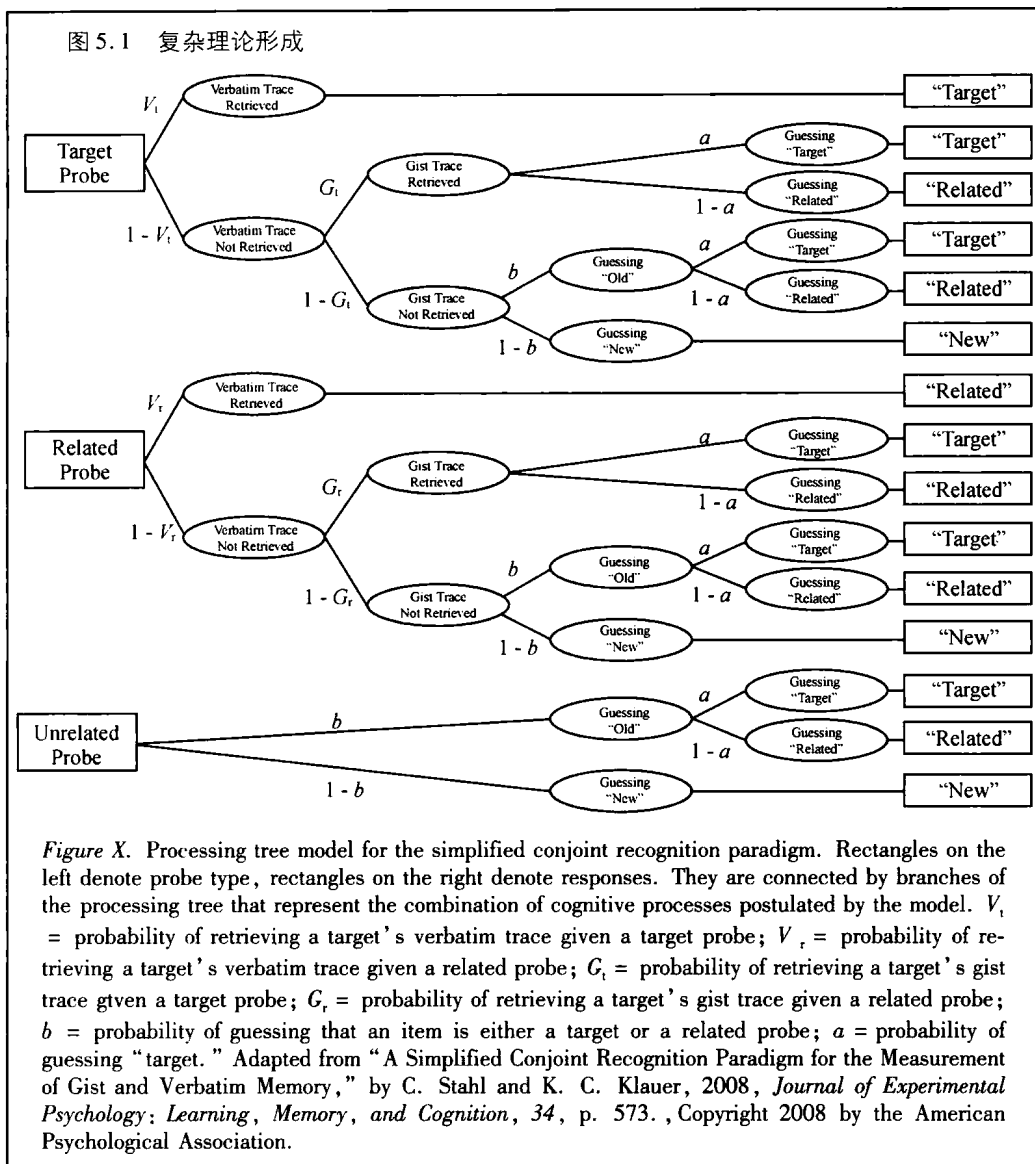 图5.1 复杂理论形成
Verbatim Trace
Retrieved
"Target"
V_t
Target
Probe
Gist Trace
Retrieved
a
Guessing
"Target"
"Target"
G_t
1 - a
Guessing
"Related"
"Related"
1 - V_t
Verbatim Trace
Not Retrieved
1 - G_t
Gist Trace
Not Retrieved
b
Guessing
"Old"
a
Guessing
"Target"
"Target"
1 - a
Guessing
"Related"
"Related"
1 - b
Guessing
"New"
"New"
V_r
Verbatim Trace
Retrieved
"Related"
Related
Probe
Gist Trace
Retrieved
a
Guessing
"Target"
"Target"
G_r
1 - a
Guessing
"Related"
"Related"
1 - V_r
Verbatim Trace
Not Retrieved
1 - G_r
Gist Trace
Not Retrieved
b
Guessing
"Old"
a
Guessing
"Target"
"Target"
1 - a
Guessing
"Related"
"Related"
1 - b
Guessing
"New"
"New"
Unrelated
Probe
b
Guessing
"Old"
a
Guessing
"Target"
"Target"
1 - a
Guessing
"Related"
"Related"
1 - b
Guessing
"New"
"New"
Figure X. Processing tree model for the simplified conjoint recognition paradigm. Rectangles on the
left denote probe type, rectangles on the right denote responses. They are connected by branches of
the processing tree that represent the combination of cognitive processes postulated by the model. V_t
= probability of retrieving a target's verbatim trace given a target probe; V_r = probability of re-
trieving a target's verbatim trace given a related probe; G_t = probability of retrieving a target's gist
trace gtven a target probe; G_r = probability of retrieving a target's gist trace given a related probe;
b = probability of guessing that an item is either a target or a related probe; a = probability of
guessing "target." Adapted from "A Simplified Conjoint Recognition Paradigm for the Measurement
of Gist and Verbatim Memory," by C. Stahl and K. C. Klauer, 2008, Journal of Experimental
Psychology: Learning, Memory, and Cognition, 34, p. 573. , Copyright 2008 by the American
Psychological Association.